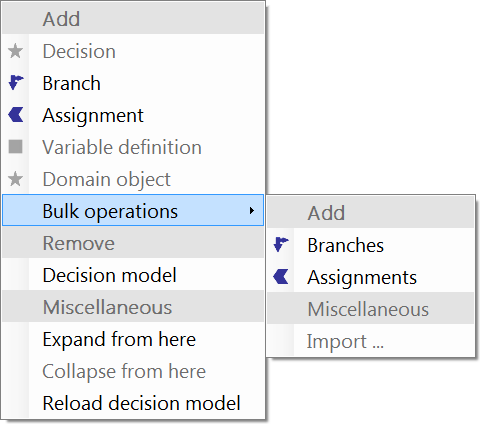 Add
Decision
Branch
Assignment
Variable definition
Domain object
Bulk operations
Remove
Decision model
Miscellaneous
Expand from here
Collapse from here
Reload decision model
Add
Branches
Assignments
Miscellaneous
Import ...